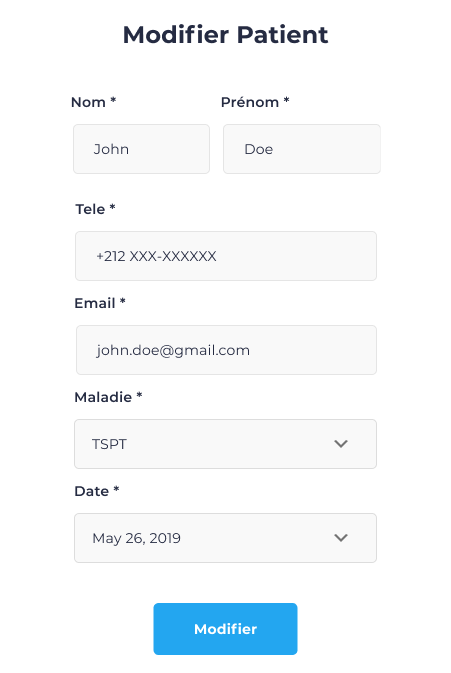 Modifier Patient
Nom * Prénom *
John Doe
Tele *
+212 XXX-XXXXXX
Email *
john.doe@gmail.com
Maladie *
TSPT
Date *
May 26, 2019
Modifier